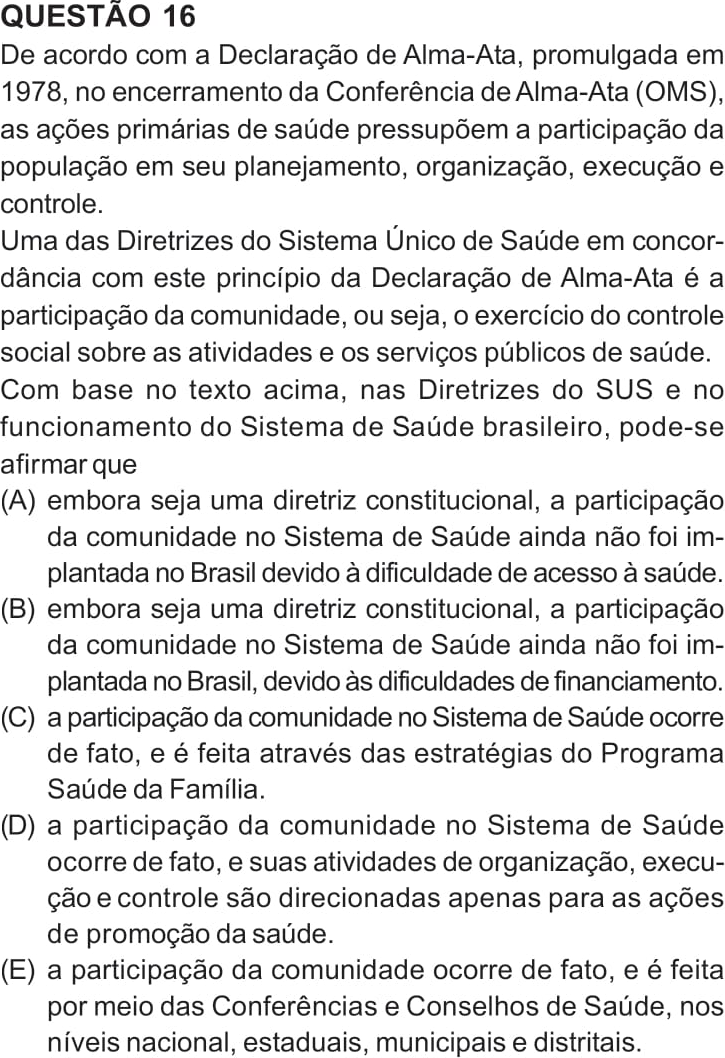 QUESTÃO 16
De acordo com a Declaração de Alma-Ata, promulgada em
1978, no encerramento da Conferência de Alma-Ata (OMS),
as ações primárias de saúde pressupõem a participação da
população em seu planejamento, organização, execução e
controle.
Uma das Diretrizes do Sistema Único de Saúde em concor-
dância com este princípio da Declaração de Alma-Ata é a
participação da comunidade, ou seja, o exercício do controle
social sobre as atividades e os serviços públicos de saúde.
Com base no texto acima, nas Diretrizes do SUS e no
funcionamento do Sistema de Saúde brasileiro, pode-se
afirmar que
(A) embora seja uma diretriz constitucional, a participação
da comunidade no Sistema de Saúde ainda não foi im-
plantada no Brasil devido à dificuldade de acesso à saúde.
(B) embora seja uma diretriz constitucional, a participação
da comunidade no Sistema de Saúde ainda não foi im-
plantada no Brasil, devido às dificuldades de financiamento.
(C) a participação da comunidade no Sistema de Saúde ocorre
de fato, e é feita através das estratégias do Programa
Saúde da Família.
(D) a participação da comunidade no Sistema de Saúde
ocorre de fato, e suas atividades de organização, execu-
ção e controle são direcionadas apenas para as ações
de promoção da saúde.
(E) a participação da comunidade ocorre de fato, e é feita
por meio das Conferências e Conselhos de Saúde, nos
níveis nacional, estaduais, municipais e distritais.